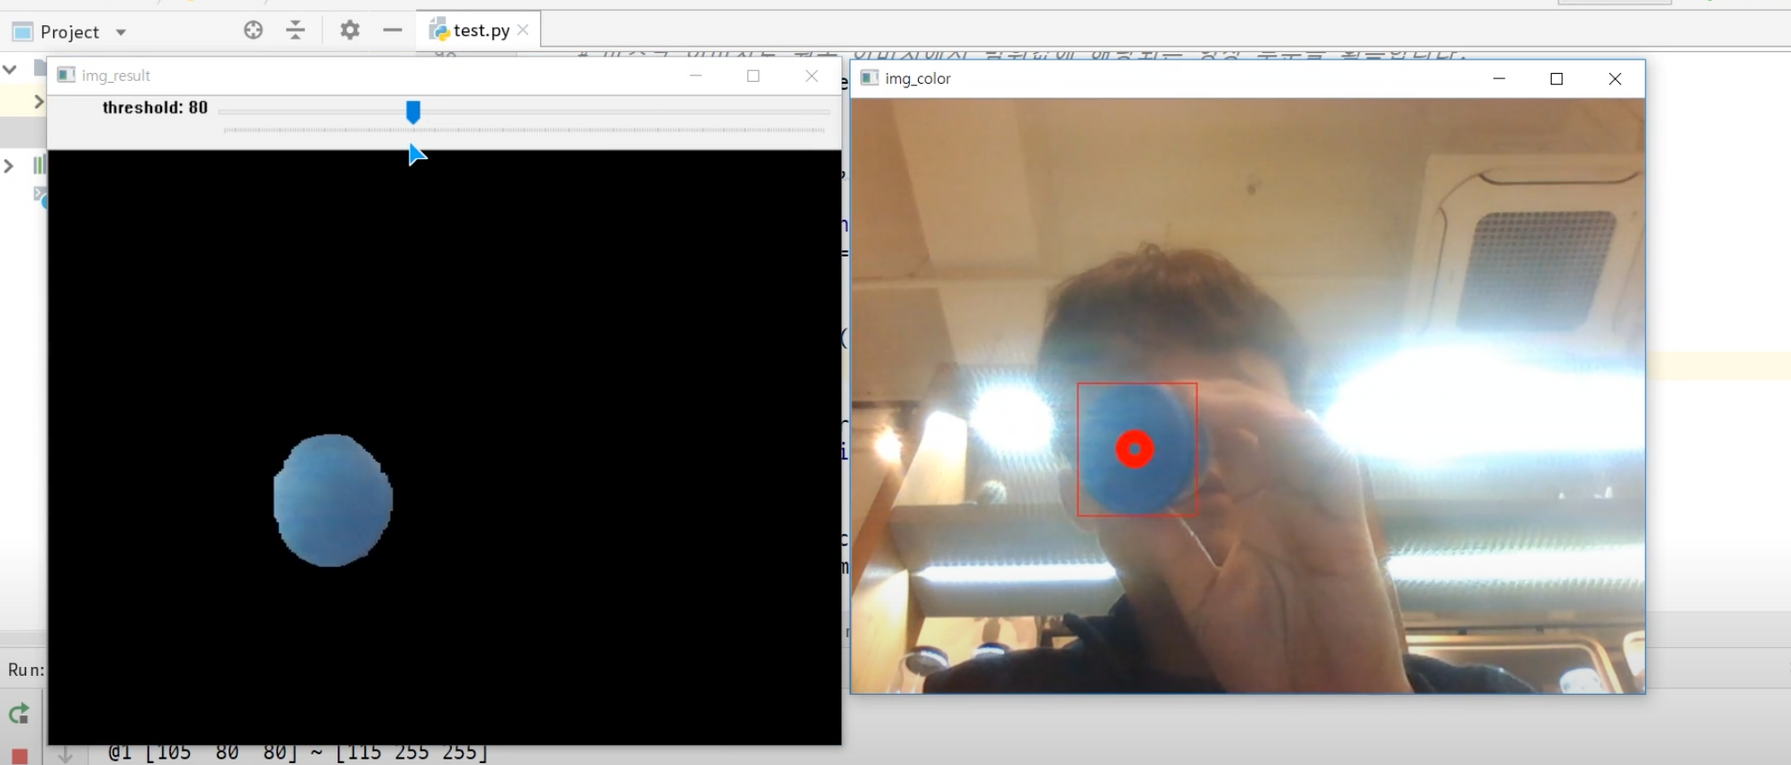 Project
test.py
img_result
img_color
threshold: 80
Run:
@1 [105 80 80] ~ [115 255 255]